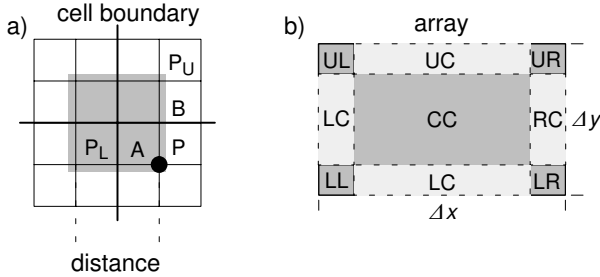 cell boundary
a)
P_U
B
P_L A P
distance
b) array
UL UC UR
LC CC RC Δy
LL LC LR
Δx